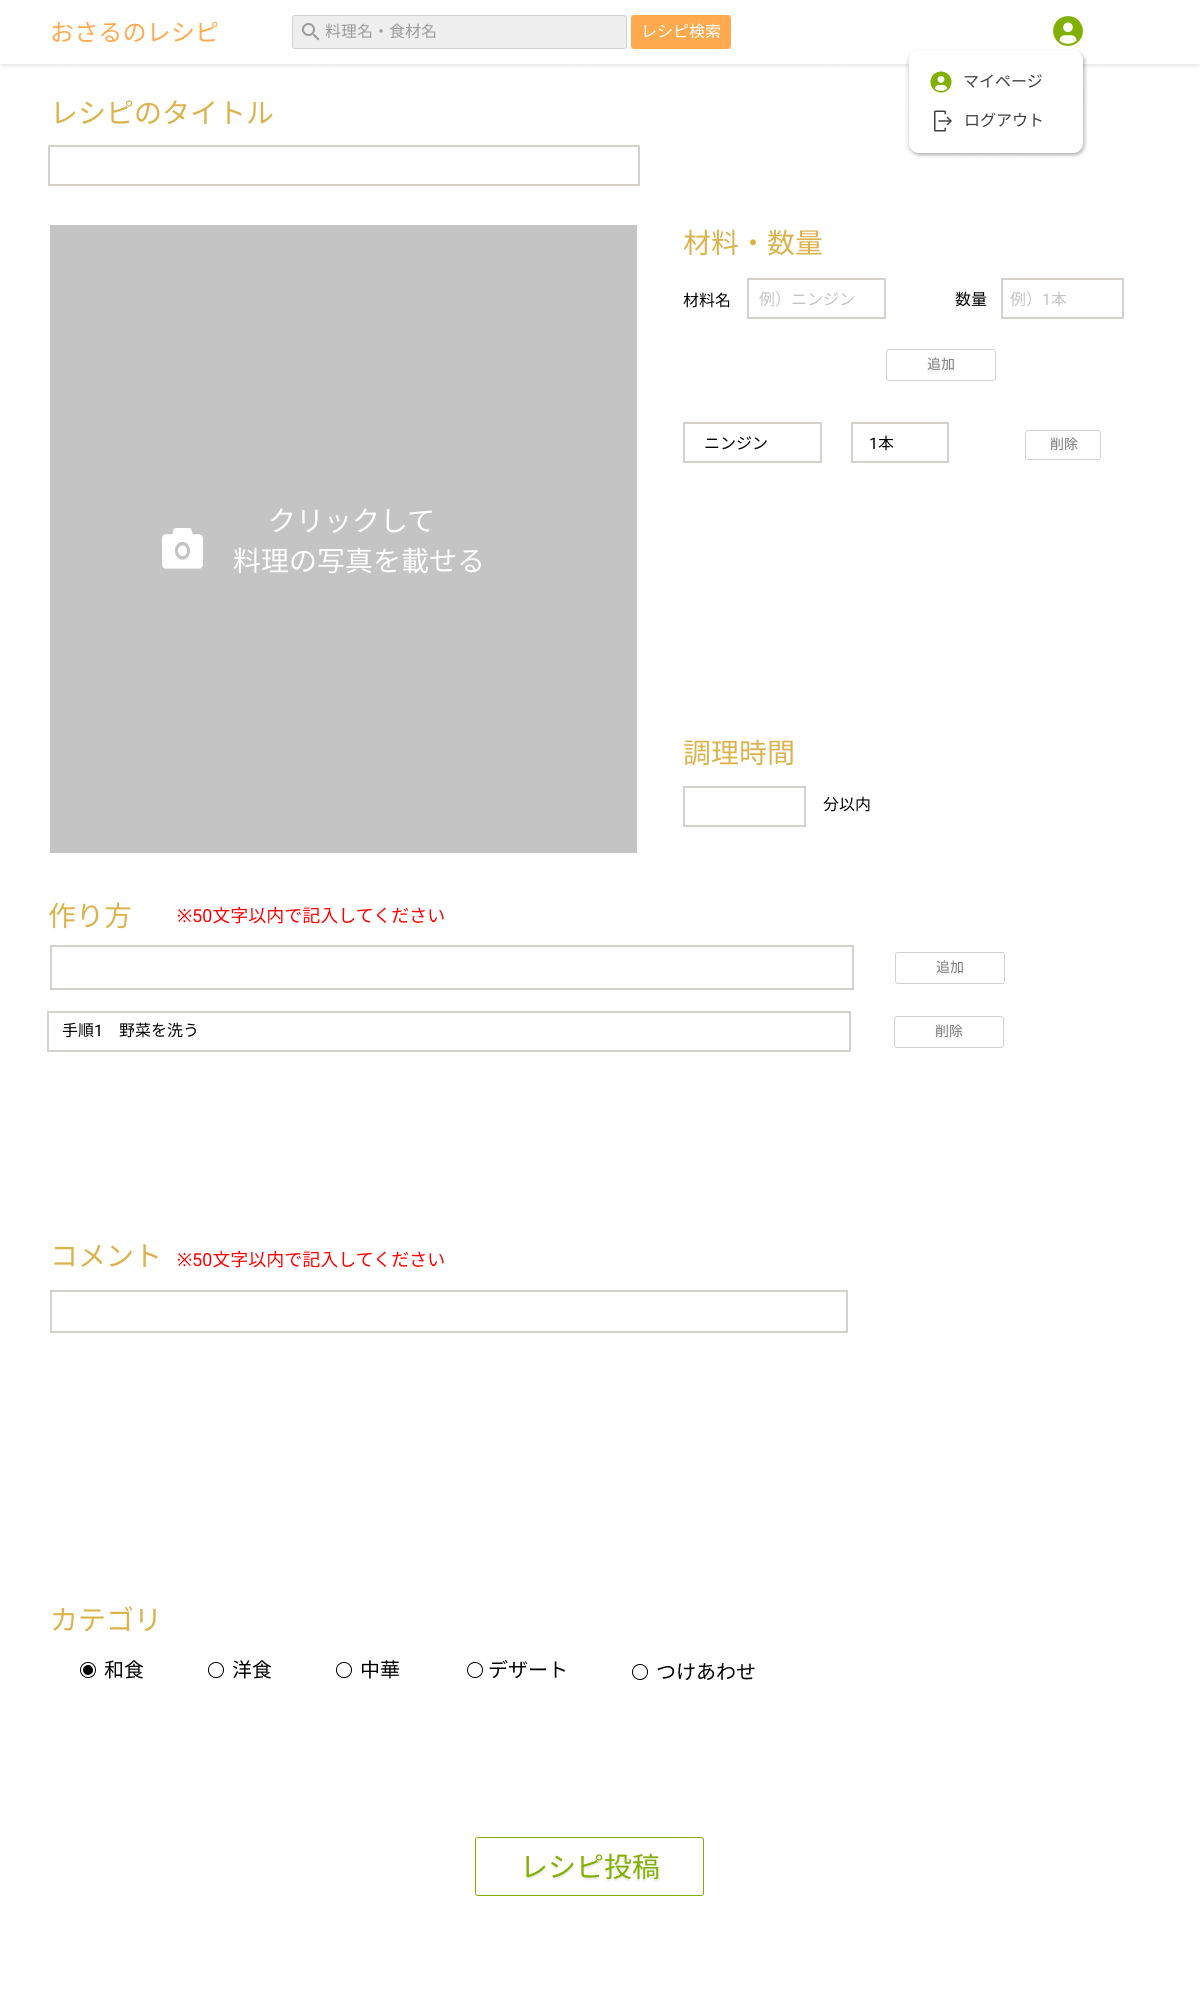 おさるのレシピ
料理名・食材名
レシピ検索
マイページ
ログアウト
レシピのタイトル
クリックして
料理の写真を載せる
材料・数量
材料名
例）ニンジン
数量
例）1本
追加
ニンジン
1本
削除
調理時間
分以内
作り方
※50文字以内で記入してください
追加
手順1　野菜を洗う
削除
コメント
※50文字以内で記入してください
カテゴリ
和食
洋食
中華
デザート
つけあわせ
レシピ投稿